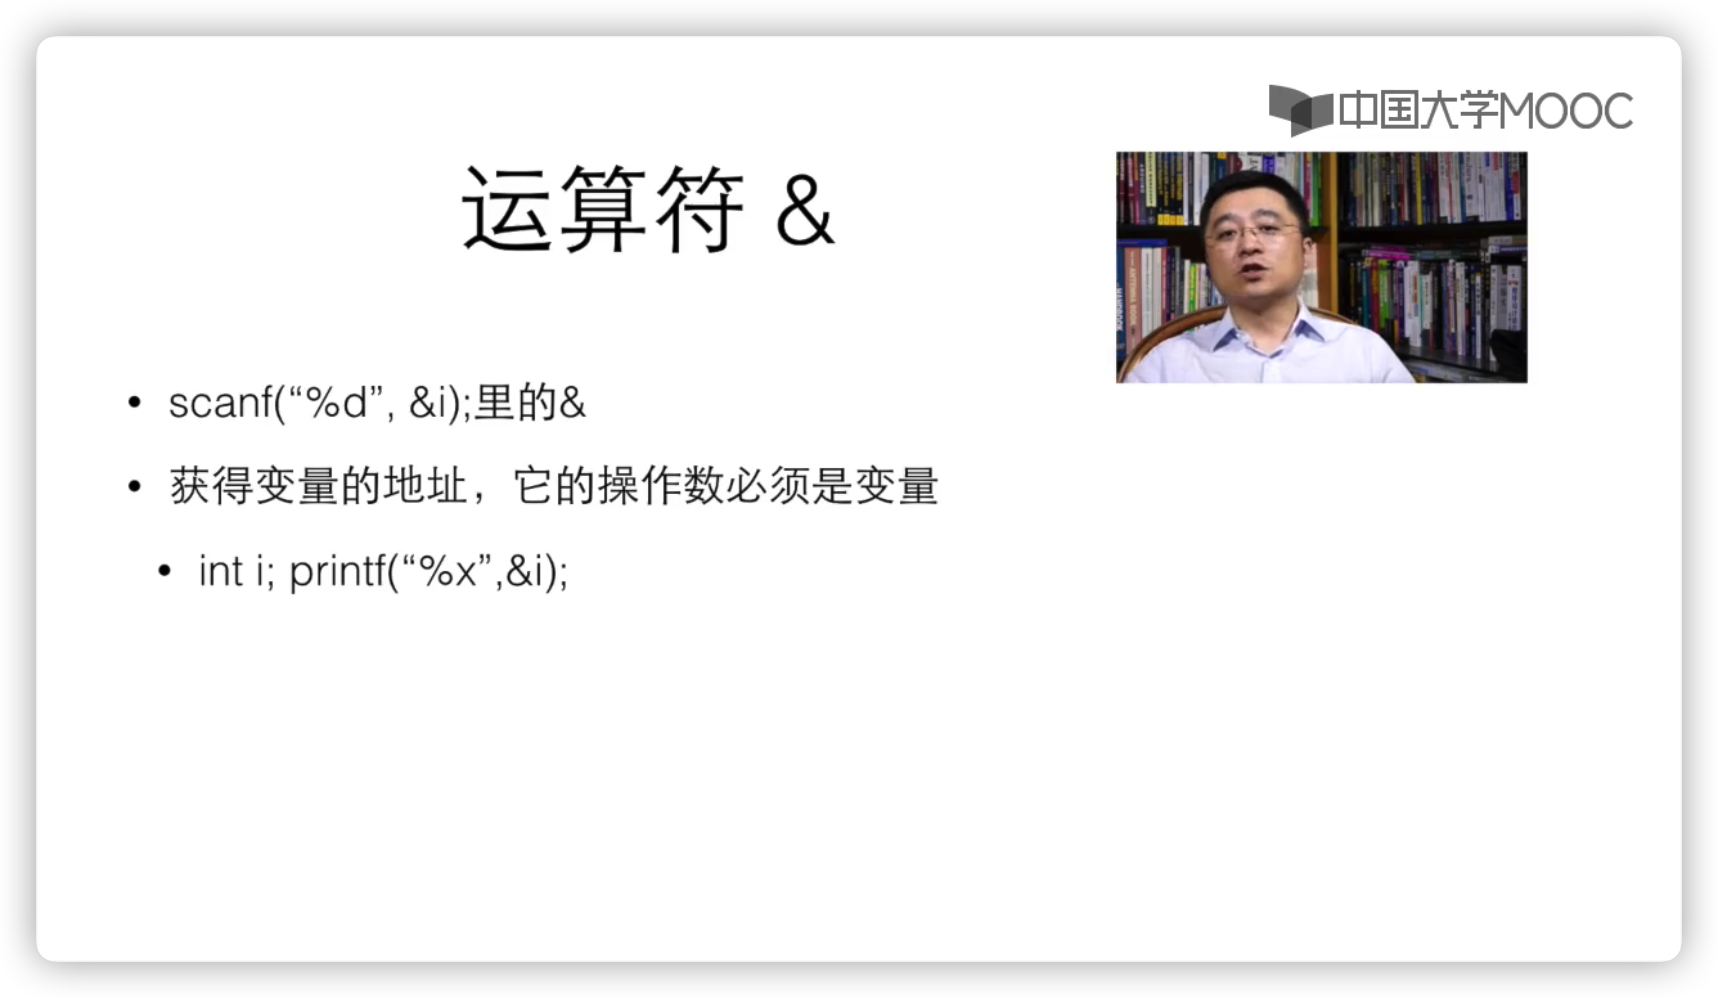 中国大学MOOC
运算符 &
• scanf(“%d”, &i);里的&
• 获得变量的地址，它的操作数必须是变量
• int i; printf(“%x”,&i);